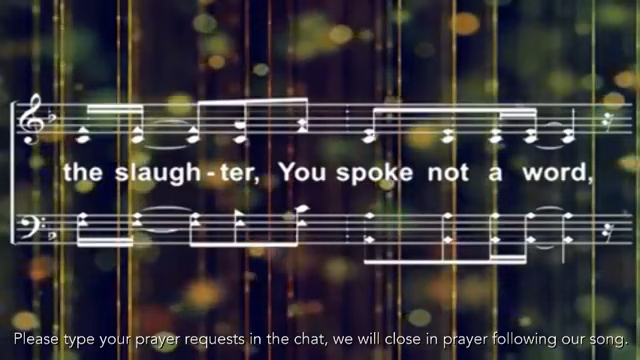 the slaugh-ter, You spoke not a word,
Please type your prayer requests in the chat, we will close in prayer following our song.